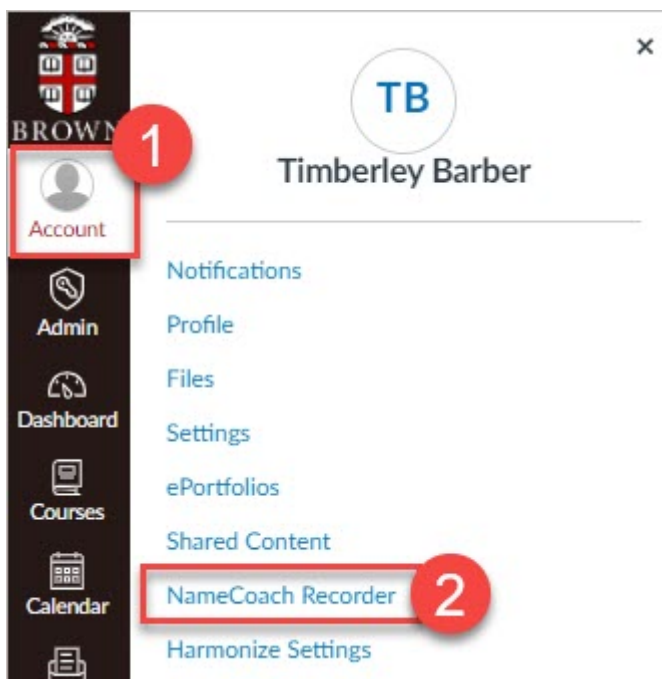 BROWN
1
Account
Admin
Dashboard
Courses
Calendar
TB
Timberley Barber
Notifications
Profile
Files
Settings
ePortfolios
Shared Content
NameCoach Recorder
2
Harmonize Settings